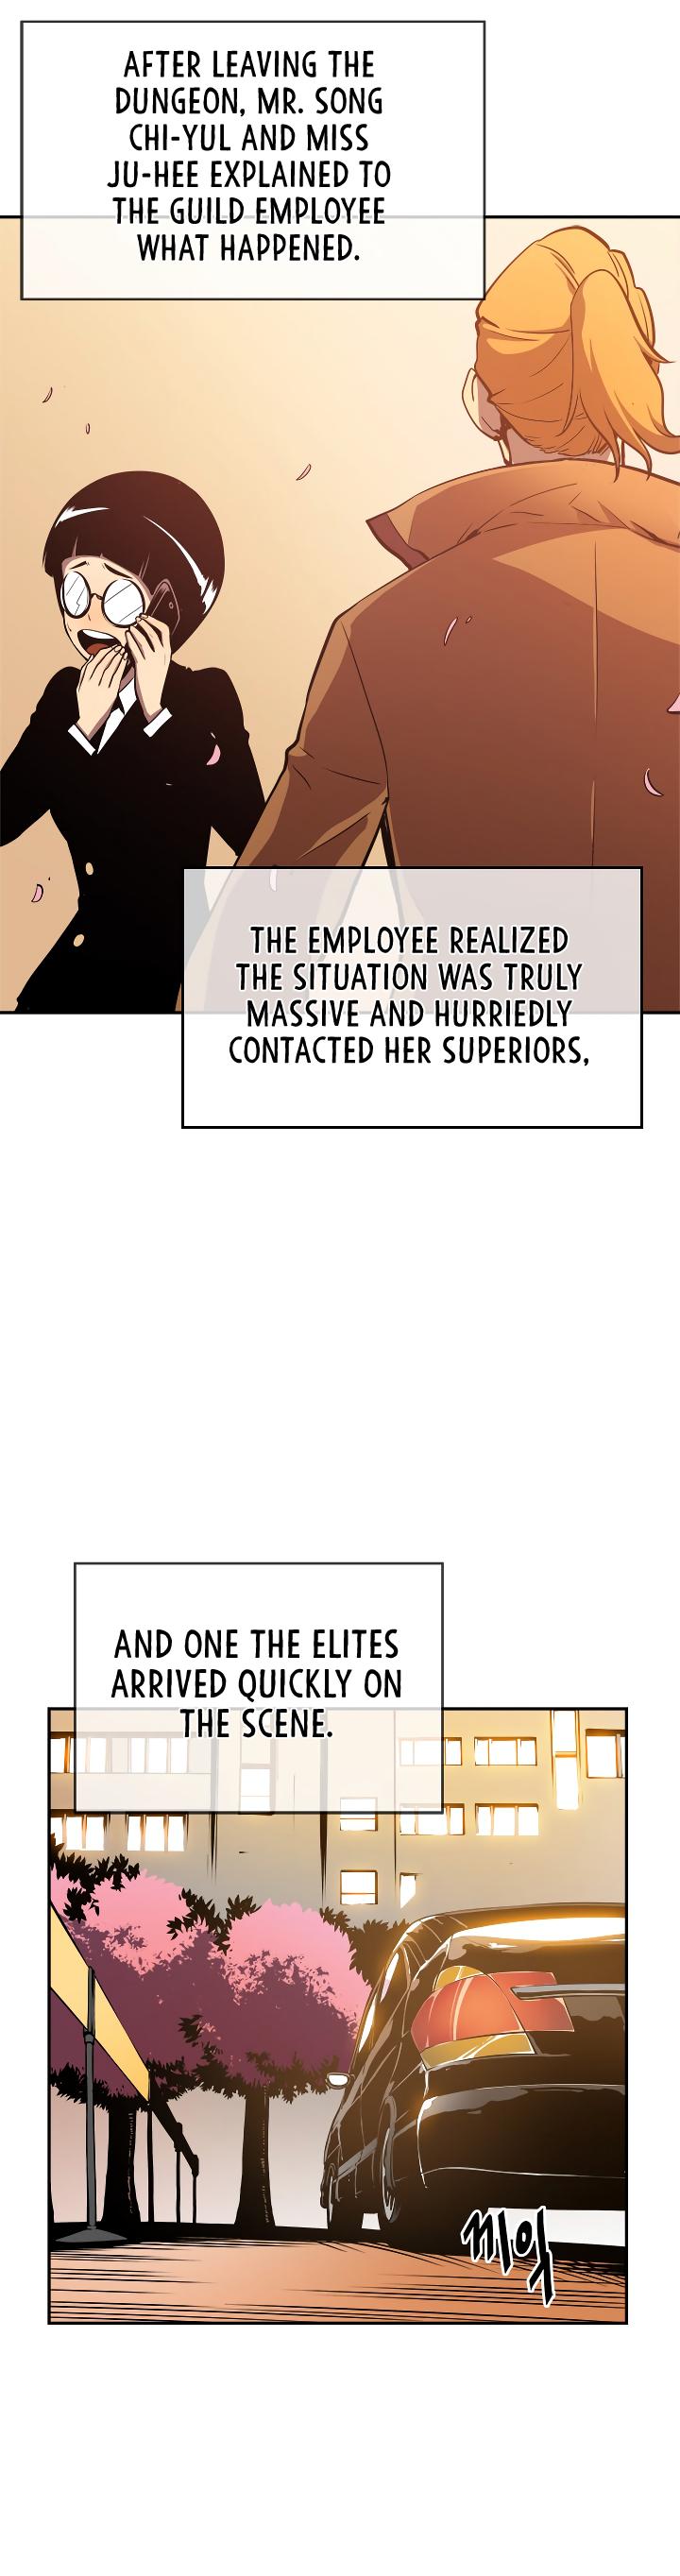 AFTER LEAVING THE
DUNGEON, MR. SONG
CHI-YUL AND MISS
JU-HEE EXPLAINED TO
THE GUILD EMPLOYEE
WHAT HAPPENED.
THE EMPLOYEE REALIZED
THE SITUATION WAS TRULY
MASSIVE AND HURRIEDLY
CONTACTED HER SUPERIORS,
AND ONE THE ELITES
ARRIVED QUICKLY ON
THE SCENE.
끼익